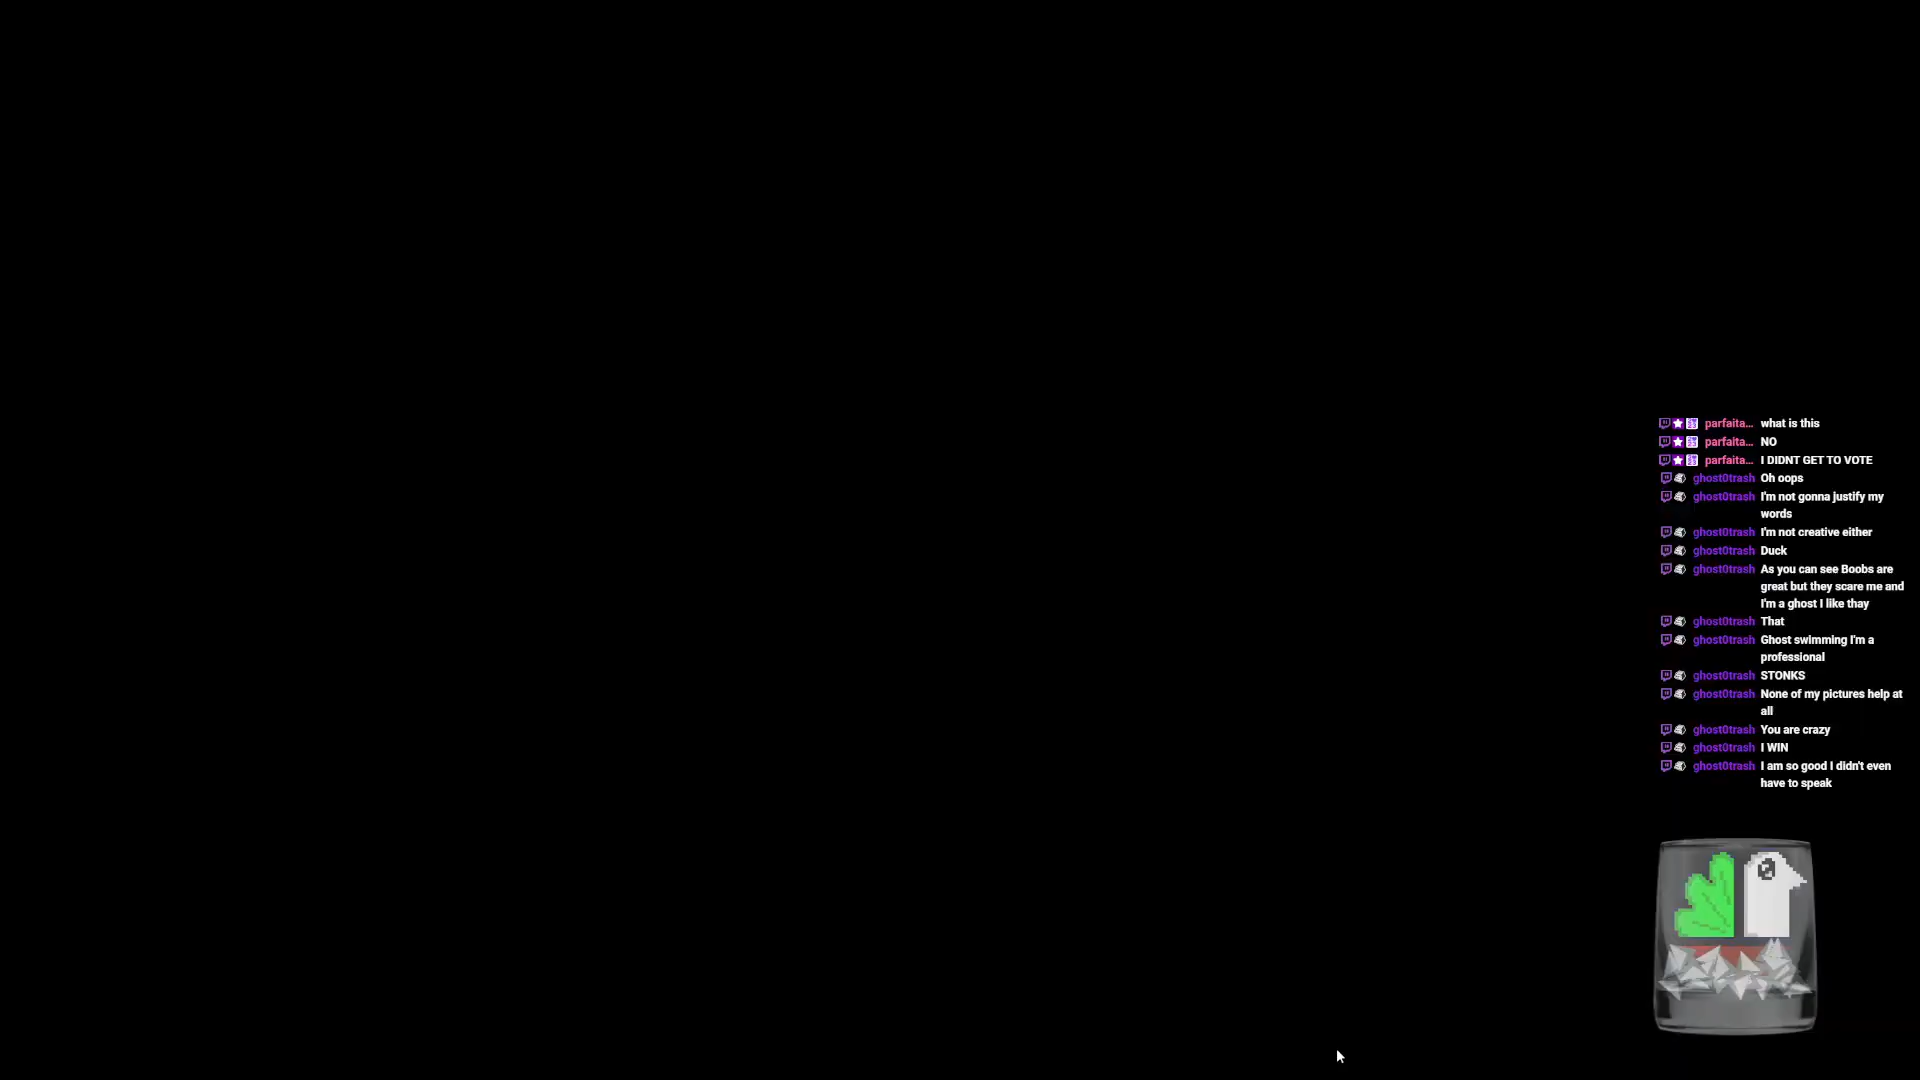 parfaita... what is this
parfaita... NO
parfaita... I DIDNT GET TO VOTE
ghost0trash Oh oops
ghost0trash I'm not gonna justify my
words
ghost0trash I'm not creative either
ghost0trash Duck
ghost0trash As you can see Boobs are
great but they scare me and
I'm a ghost I like thay
ghost0trash That
ghost0trash Ghost swimming I'm a
professional
ghost0trash STONKS
ghost0trash None of my pictures help at
all
ghost0trash You are crazy
ghost0trash I WIN
ghost0trash I am so good I didn't even
have to speak